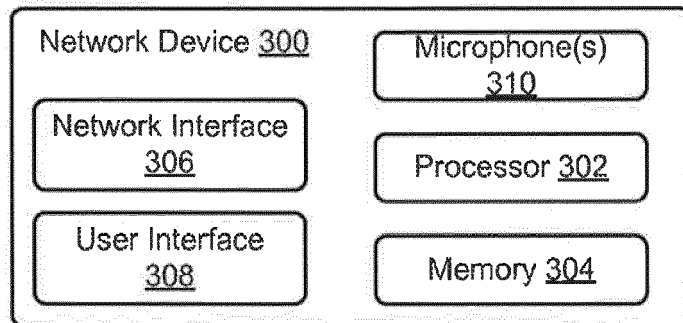 Network Device 300
Network Interface
306
User Interface
308
Microphone(s)
310
Processor 302
Memory 304